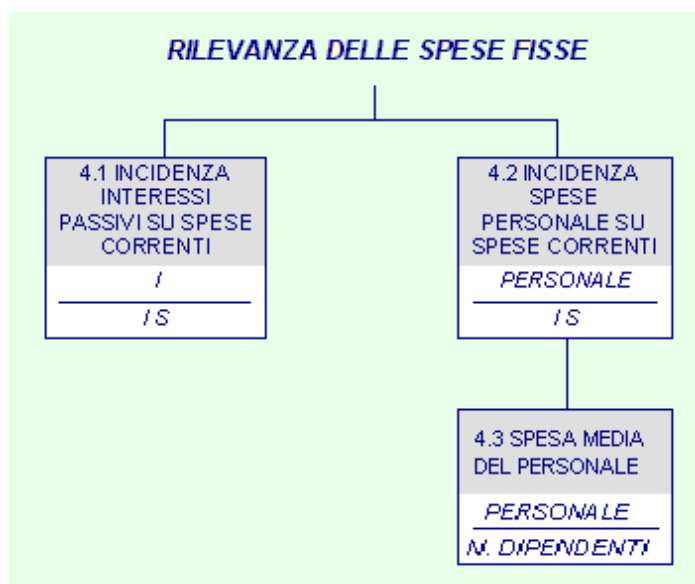 RILEVANZA DELLE SPESE FISSE
4.1 INCIDENZA
INTERESSI
PASSIVI SU SPESE
CORRENTI
I
I S
4.2 INCIDENZA
SPESE
PERSONALE SU
SPESE CORRENTI
PERSONALE
I S
4.3 SPESA MEDIA
DEL PERSONALE
PERSONALE
N. DIPENDENTI